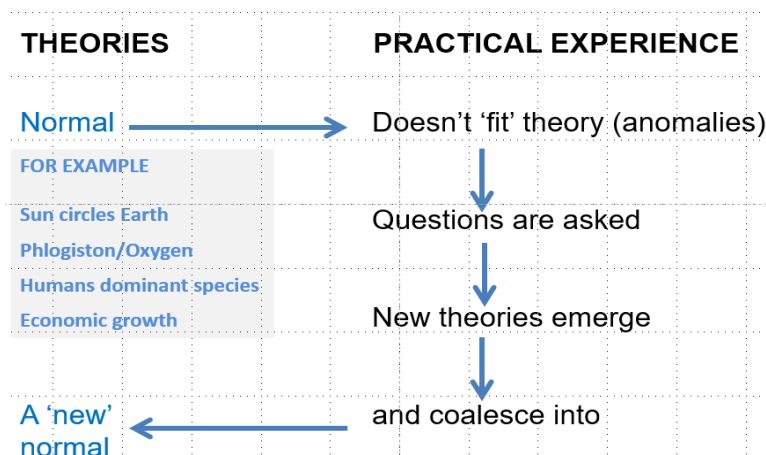 THEORIES
PRACTICAL EXPERIENCE
Normal
Doesn’t ‘fit’ theory (anomalies)
FOR EXAMPLE
Sun circles Earth
Phlogiston/Oxygen
Humans dominant species
Economic growth
Questions are asked
New theories emerge
and coalesce into
A ‘new’
normal